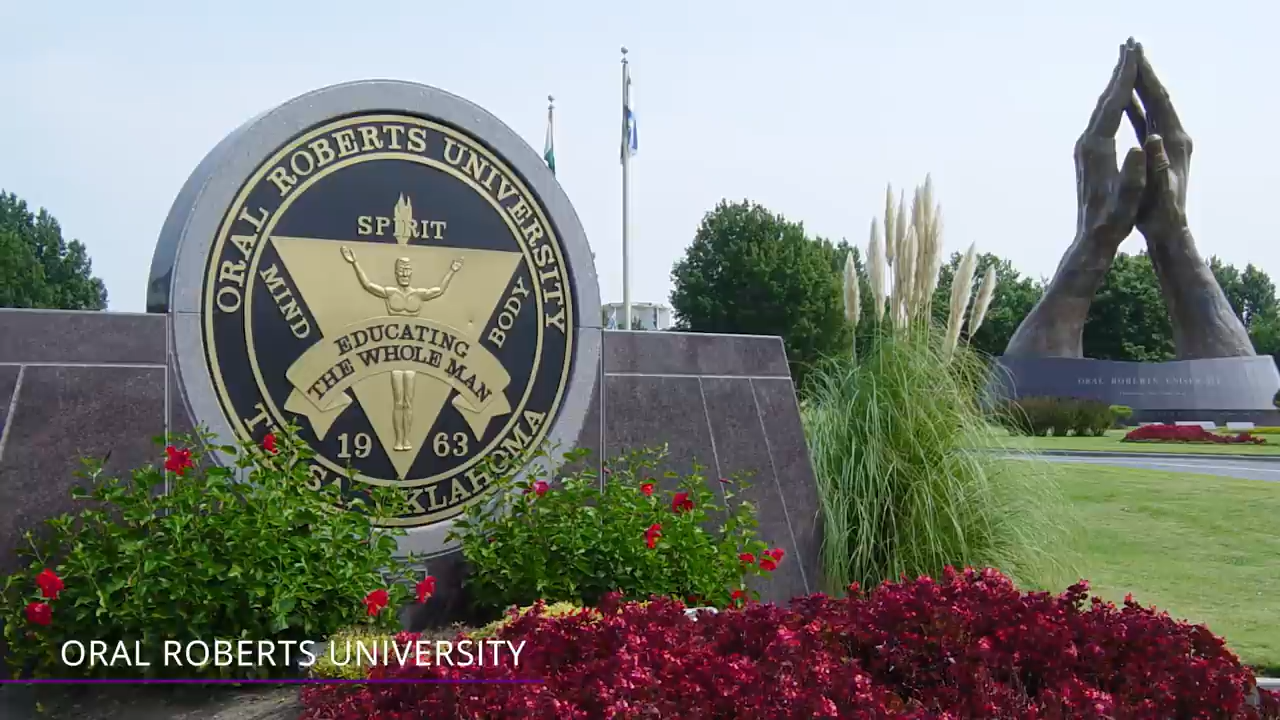 ORAL ROBERTS UNIVERSITY
SPIRIT
MIND
BODY
EDUCATING
THE WHOLE MAN
19 63
OKLAHOMA
ORAL ROBERTS UNIVERSITY
ORAL ROBERTS UNIVERSITY